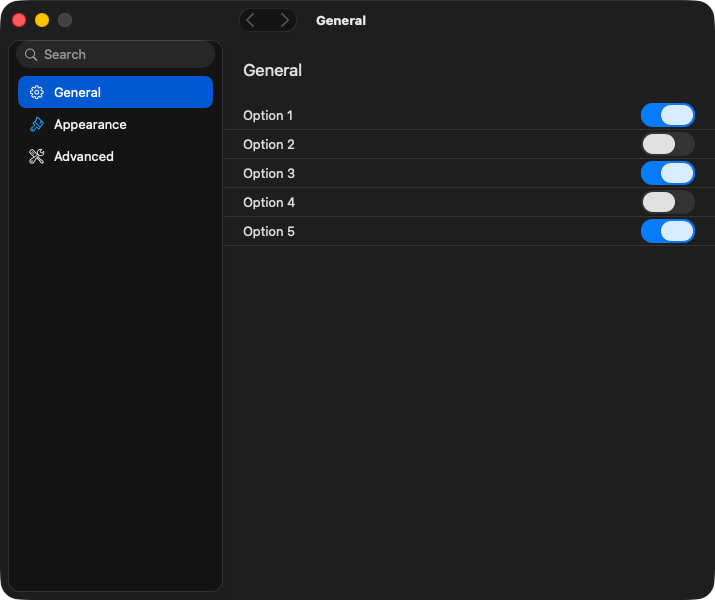 General
Search
General
Appearance
Advanced
General
Option 1
Option 2
Option 3
Option 4
Option 5